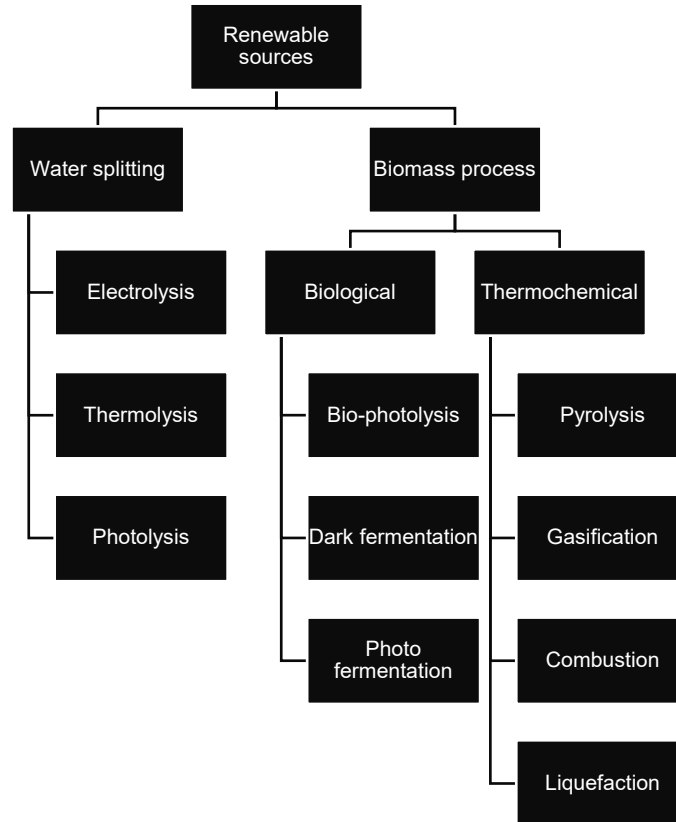 Renewable
sources
Water splitting
Biomass process
Electrolysis
Biological
Thermochemical
Thermolysis
Bio-photolysis
Pyrolysis
Photolysis
Dark fermentation
Gasification
Photo
fermentation
Combustion
Liquefaction